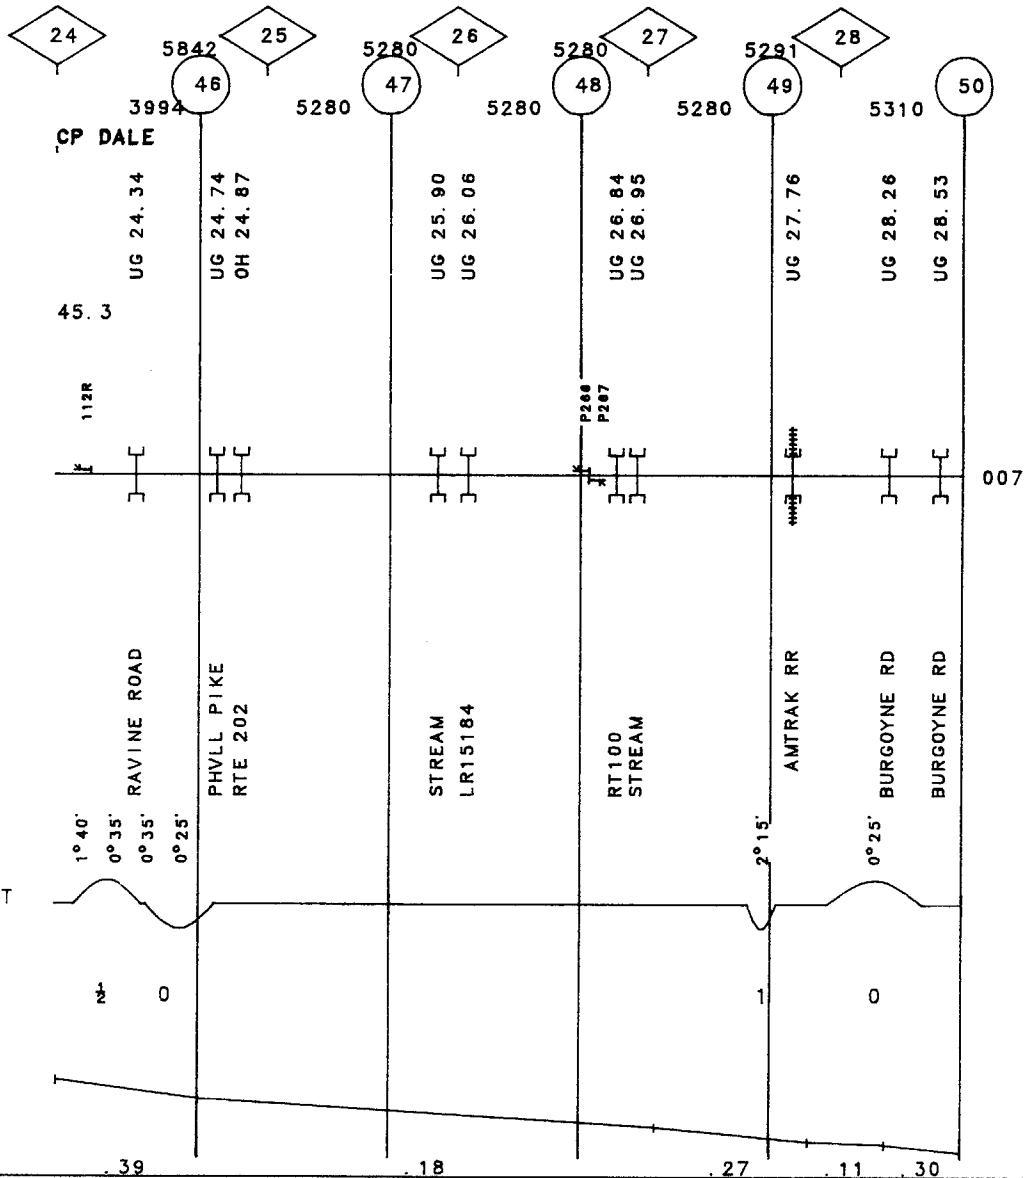 24 25 26 27 28
5842 5280 5280 5291
46 47 48 49 50
3994 5280 5280 5280 5310
CP DALE
UG 24.34
UG 24.74
OH 24.87
UG 25.90
UG 26.06
UG 26.84
UG 26.95
UG 27.76
UG 28.26
UG 28.53
45.3
112R
P268
P267
007
RAVINE ROAD
PHVLL PIKE
RTE 202
STREAM
LR15184
RT100
STREAM
AMTRAK RR
BURGOYNE RD
BURGOYNE RD
1°40'
0°35'
0°35'
0°25'
2°15'
0°25'
T
½ 0 1 0
.39 .18 .27 .11 .30